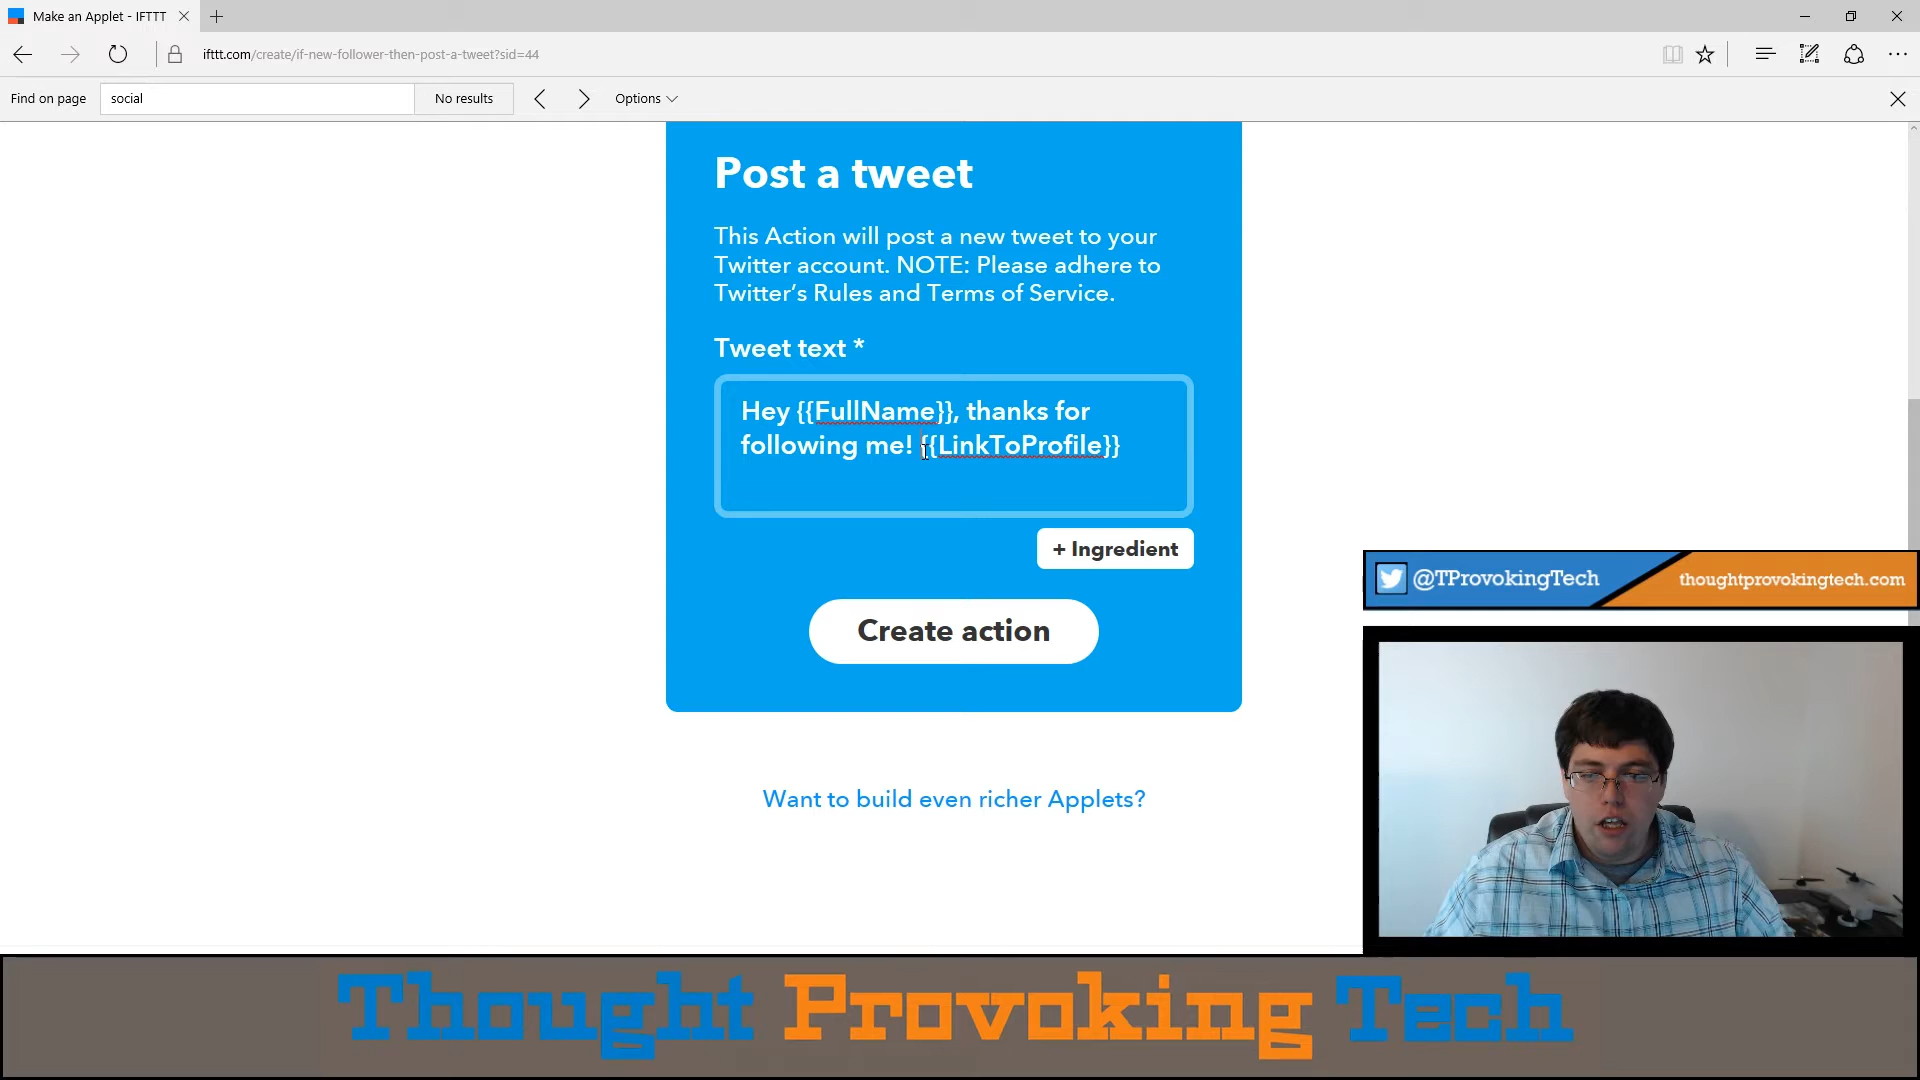 Make an Applet - IFTTT
ifttt.com/create/if-new-follower-then-post-a-tweet?sid=44
Find on page social No results Options
Post a tweet
This Action will post a new tweet to your
Twitter account. NOTE: Please adhere to
Twitter’s Rules and Terms of Service.
Tweet text *
Hey {{FullName}}, thanks for
following me! {{LinkToProfile}}
+ Ingredient
Create action
Want to build even richer Applets?
@TProvokingTech thoughtprovokingtech.com
Thought Provoking Tech